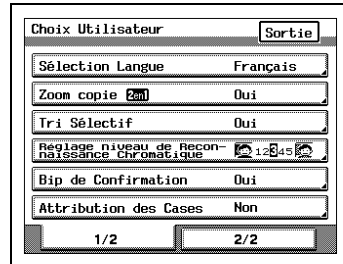 Choix Utilisateur
Sortie
Sélection Langue Français
Zoom copie 2en1 Oui
Tri Sélectif Oui
Réglage niveau de Recon-
naissance Chromatique 12345
Bip de Confirmation Oui
Attribution des Cases Non
1/2 2/2